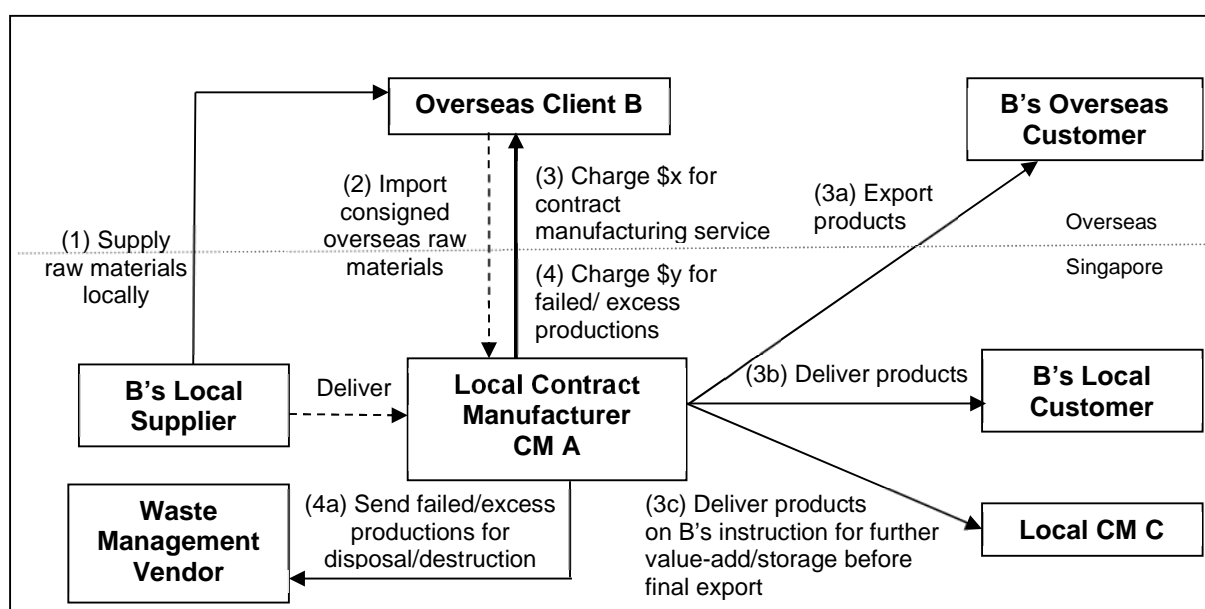 Overseas Client B
B’s Overseas
Customer
(1) Supply
raw materials
locally
(2) Import
consigned
overseas raw
materials
(3) Charge $x for
contract
manufacturing service
(4) Charge $y for
failed/ excess
productions
(3a) Export
products
Overseas
Singapore
B’s Local
Supplier
Deliver
Local Contract
Manufacturer
CM A
(3b) Deliver products
B’s Local
Customer
Waste
Management
Vendor
(4a) Send failed/excess
productions for
disposal/destruction
(3c) Deliver products
on B’s instruction for further
value-add/storage before
final export
Local CM C